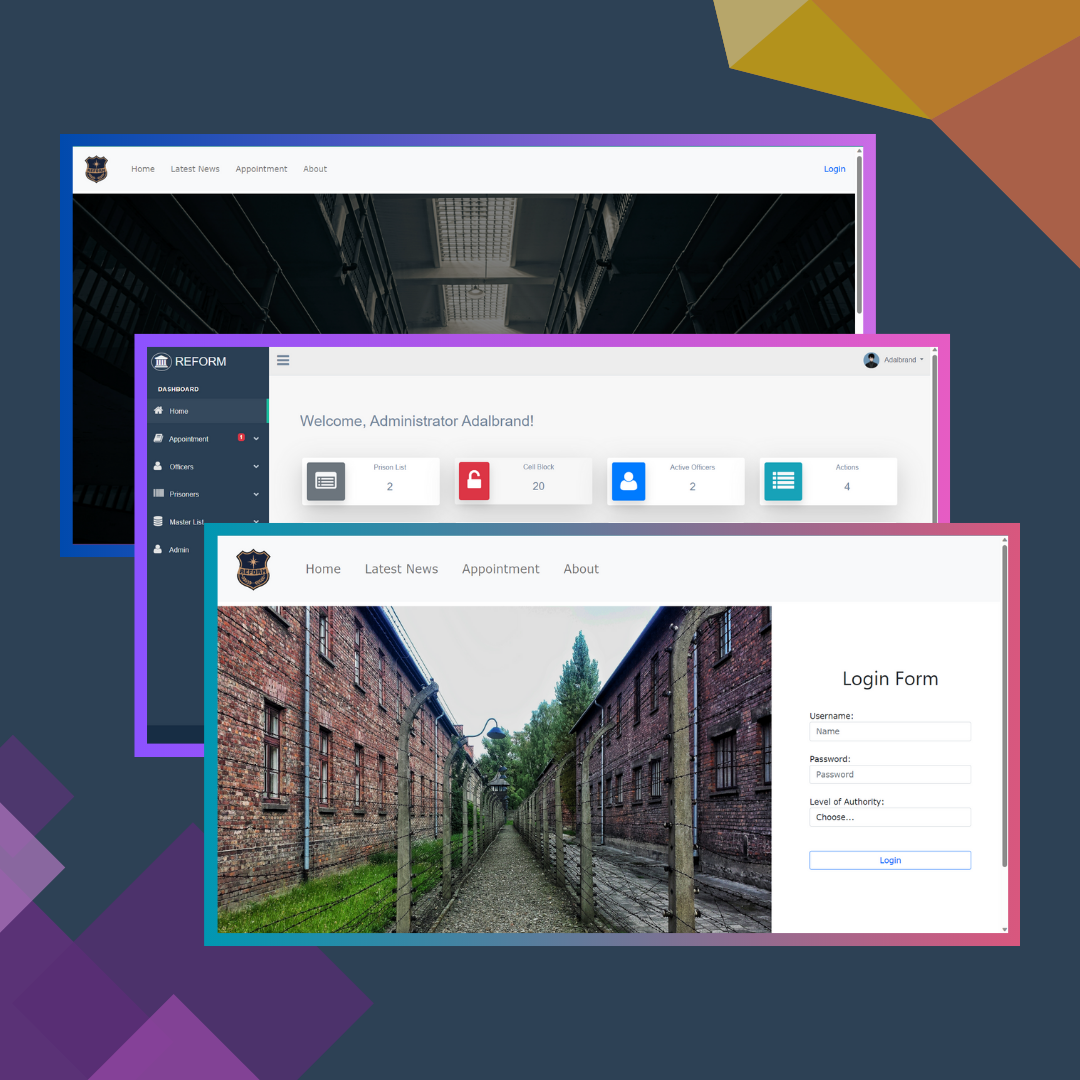 Home Latest News Appointment About Login
REFORM
Adalbrand
DASHBOARD
Home
Welcome, Administrator Adalbrand!
Appointment 1
Officers
Prison List
2
Cell Block
20
Active Officers
2
Actions
4
Prisoners
Master List
Admin
REFORM
Home Latest News Appointment About
Login Form
Username:
Name
Password:
Password
Level of Authority:
Choose...
Login